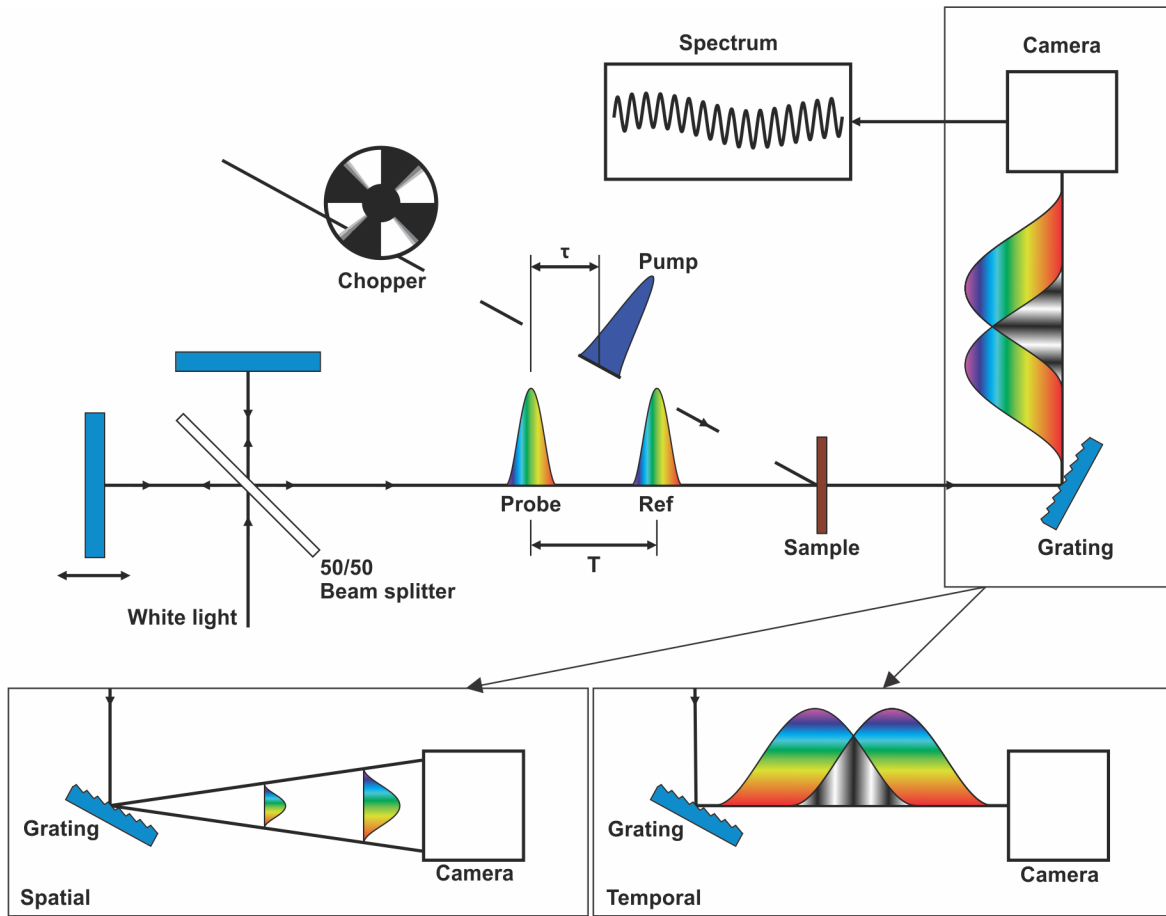 Spectrum
Camera
Chopper
τ
Pump
Probe
Ref
T
Sample
Grating
50/50
Beam splitter
White light
Grating
Camera
Spatial
Grating
Camera
Temporal